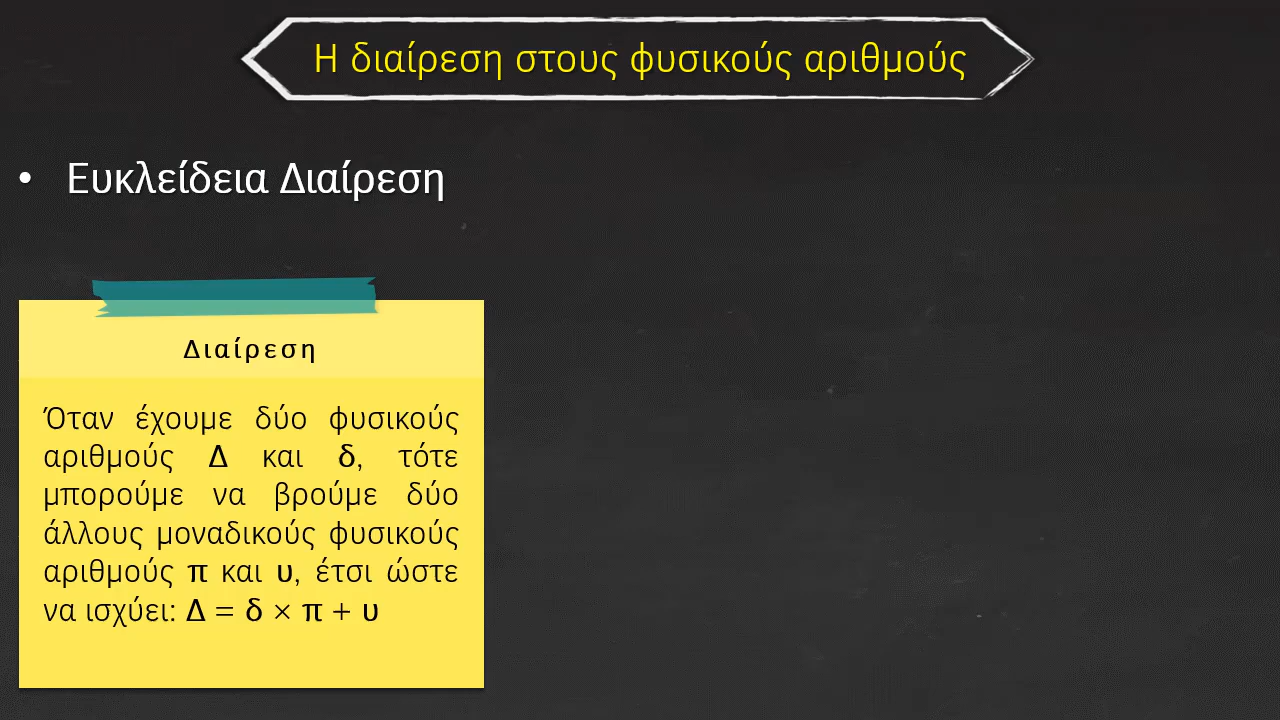 Η διαίρεση στους φυσικούς αριθμούς
• Ευκλείδεια Διαίρεση
Διαίρεση
Όταν έχουμε δύο φυσικούς
αριθμούς Δ και δ, τότε
μπορούμε να βρούμε δύο
άλλους μοναδικούς φυσικούς
αριθμούς π και υ, έτσι ώστε
να ισχύει: Δ = δ × π + υ